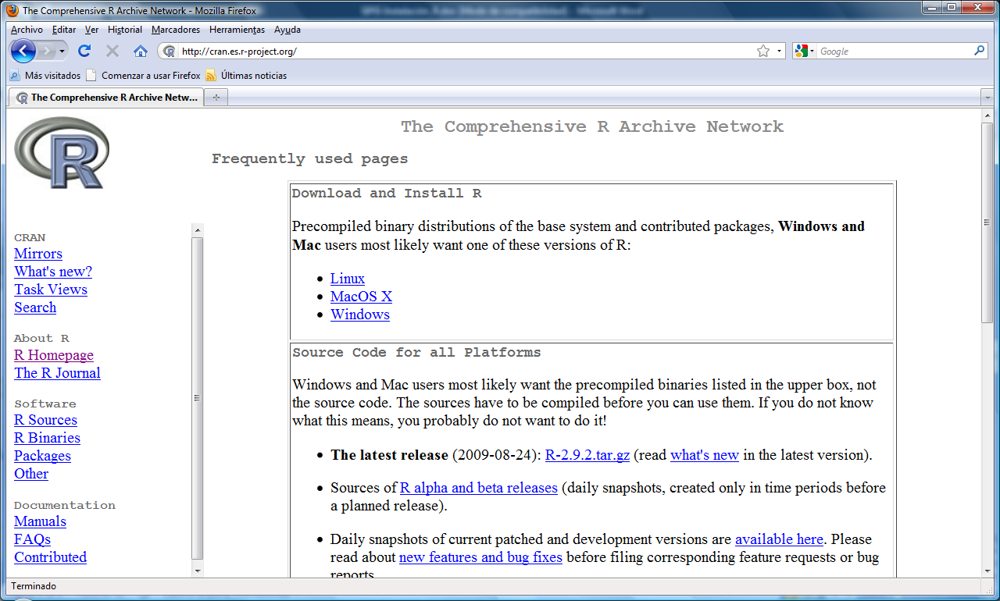 The Comprehensive R Archive Network - Mozilla Firefox
Archivo Editar Ver Historial Marcadores Herramientas Ayuda
http://cran.es.r-project.org/
Google
Más visitados Comenzar a usar Firefox Últimas noticias
The Comprehensive R Archive Netw...
R
CRAN
Mirrors
What's new?
Task Views
Search
About R
R Homepage
The R Journal
Software
R Sources
R Binaries
Packages
Other
Documentation
Manuals
FAQs
Contributed
The Comprehensive R Archive Network
Frequently used pages
Download and Install R
Precompiled binary distributions of the base system and contributed packages, Windows and
Mac users most likely want one of these versions of R:
• Linux
• MacOS X
• Windows
Source Code for all Platforms
Windows and Mac users most likely want the precompiled binaries listed in the upper box, not
the source code. The sources have to be compiled before you can use them. If you do not know
what this means, you probably do not want to do it!
• The latest release (2009-08-24): R-2.9.2.tar.gz (read what's new in the latest version).
• Sources of R alpha and beta releases (daily snapshots, created only in time periods before
a planned release).
• Daily snapshots of current patched and development versions are available here. Please
read about new features and bug fixes before filing corresponding feature requests or bug
reports
Terminado